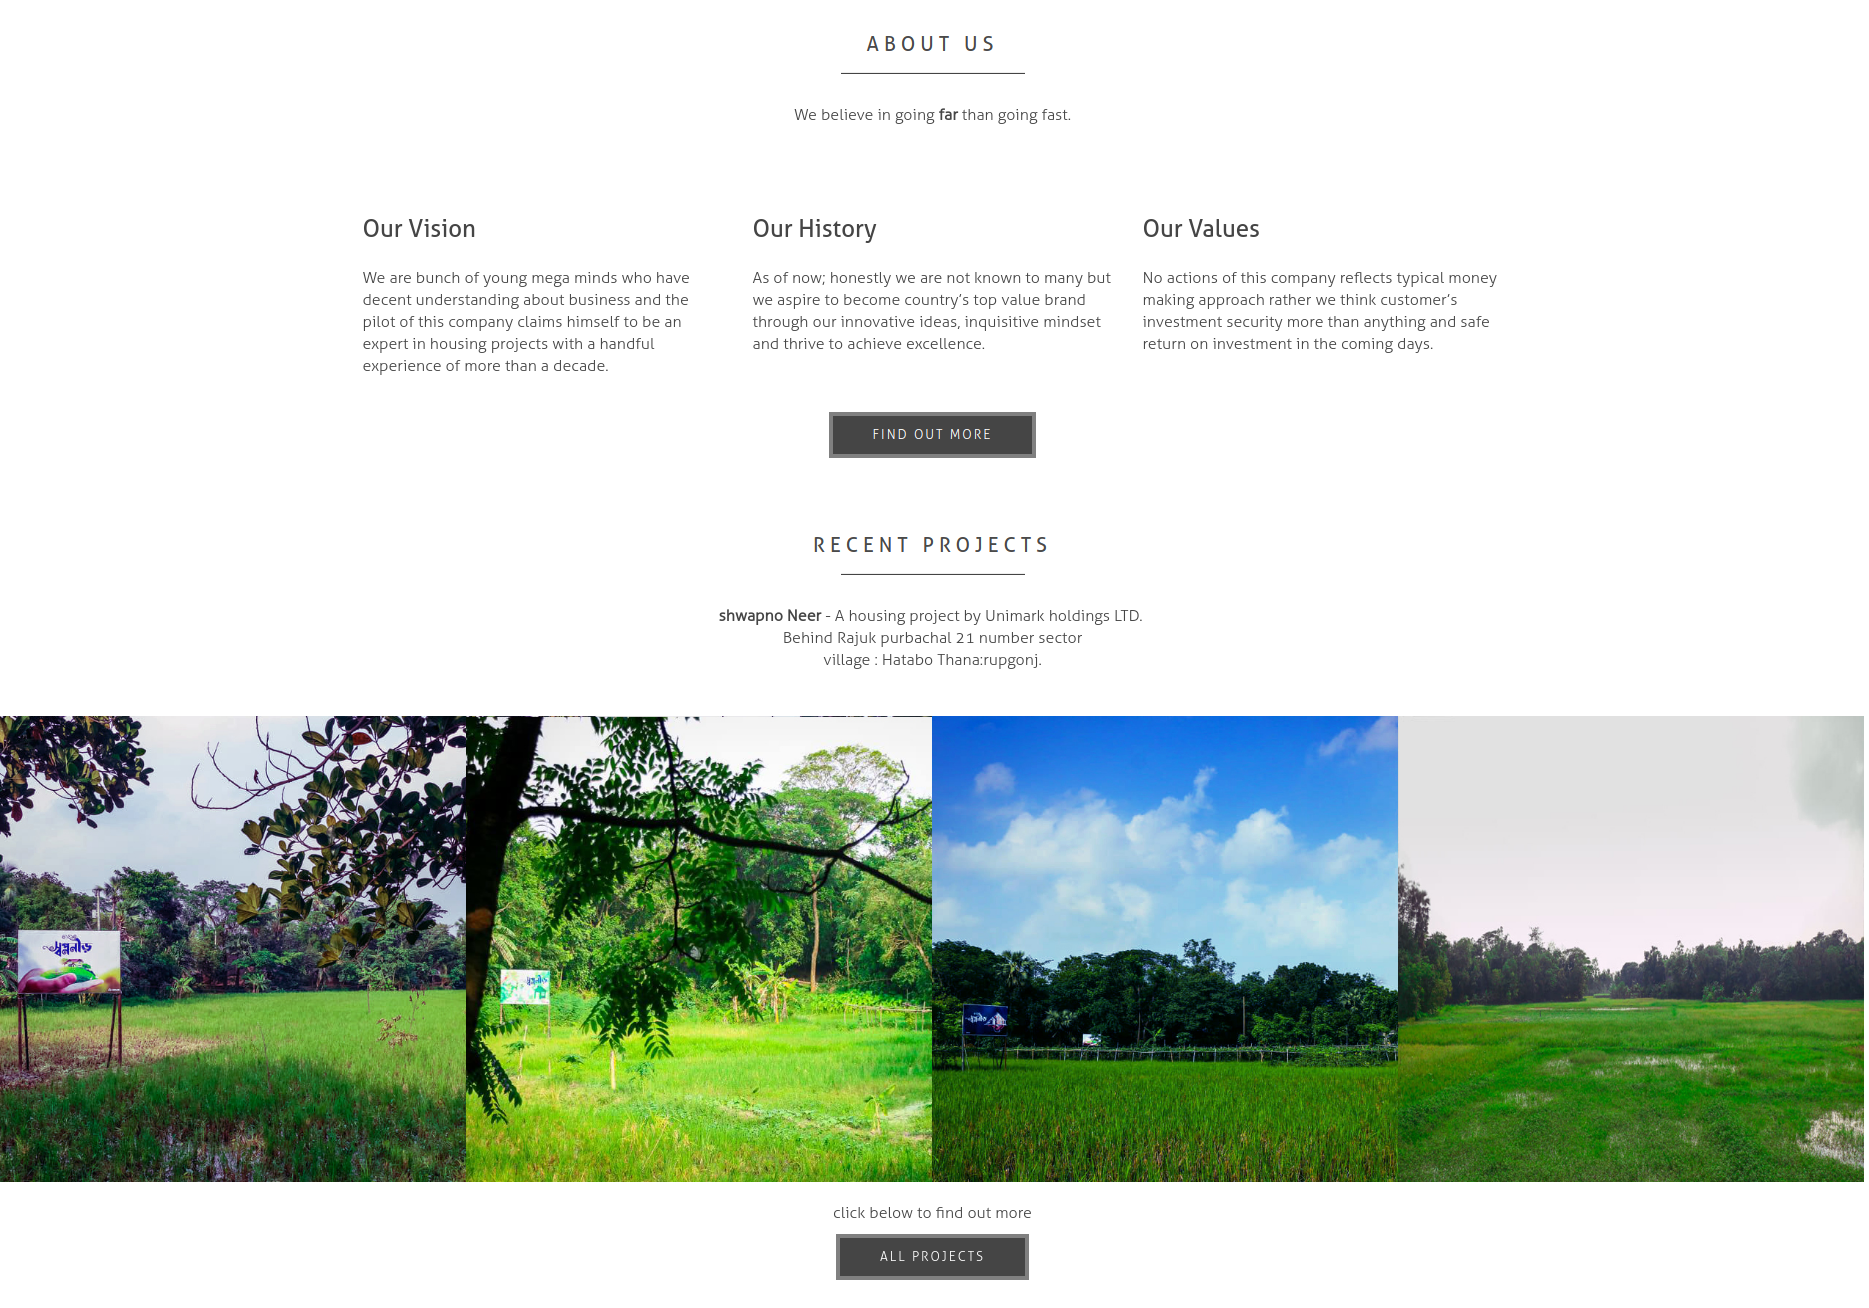 ABOUT US
We believe in going far than going fast.
Our Vision
We are bunch of young mega minds who have
decent understanding about business and the
pilot of this company claims himself to be an
expert in housing projects with a handful
experience of more than a decade.
Our History
As of now; honestly we are not known to many but
we aspire to become country’s top value brand
through our innovative ideas, inquisitive mindset
and thrive to achieve excellence.
Our Values
No actions of this company reflects typical money
making approach rather we think customer’s
investment security more than anything and safe
return on investment in the coming days.
FIND OUT MORE
RECENT PROJECTS
shwapno Neer - A housing project by Unimark holdings LTD.
Behind Rajuk purbachal 21 number sector
village : Hatabo Thana:rupgonj.
স্বপ্ননীড়
স্বপ্ননীড়
স্বপ্ননীড়
click below to find out more
ALL PROJECTS